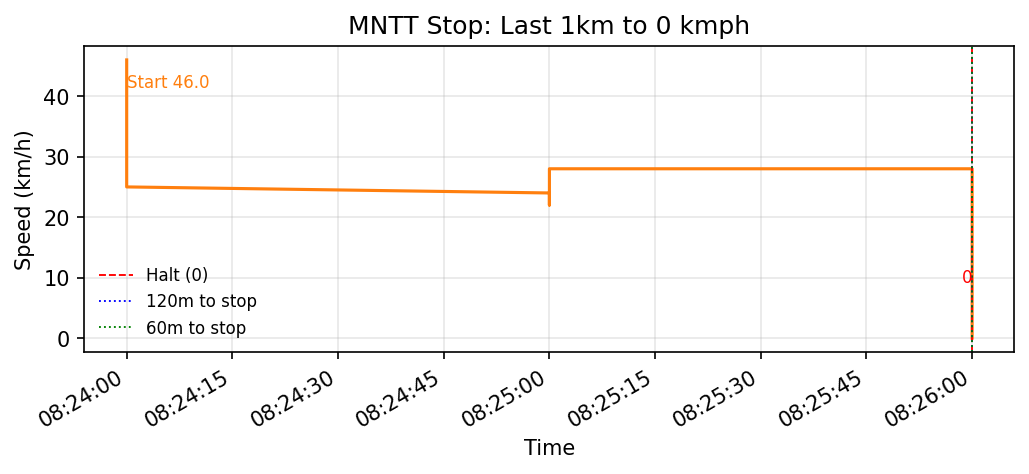 MNTT Stop: Last 1km to 0 kmph
Speed (km/h)
40
30
20
10
0
Start 46.0
0
Halt (0)
120m to stop
60m to stop
08:24:00
08:24:15
08:24:30
08:24:45
08:25:00
08:25:15
08:25:30
08:25:45
08:26:00
Time